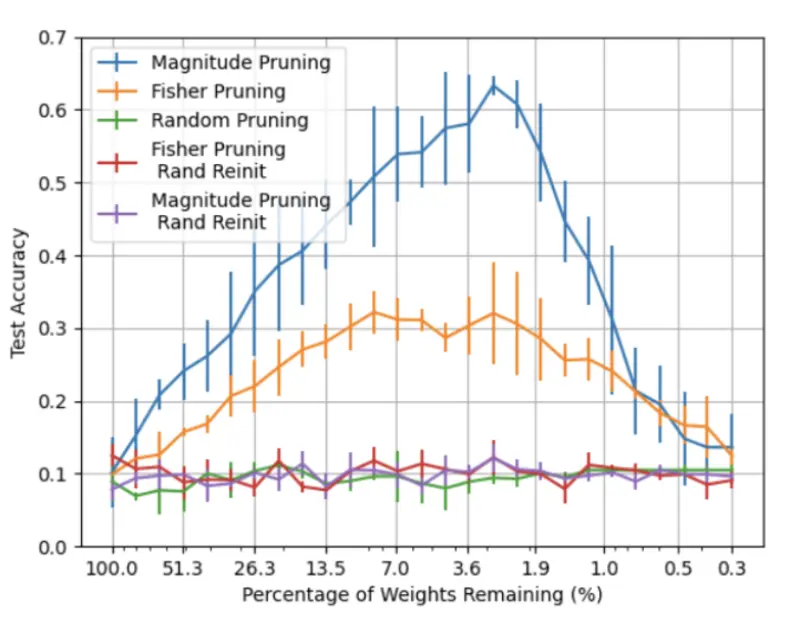 0.7
0.6
0.5
0.4
0.3
0.2
0.1
0.0
Test Accuracy
Magnitude Pruning
Fisher Pruning
Random Pruning
Fisher Pruning
Rand Reinit
Magnitude Pruning
Rand Reinit
100.0 51.3 26.3 13.5 7.0 3.6 1.9 1.0 0.5 0.3
Percentage of Weights Remaining (%)